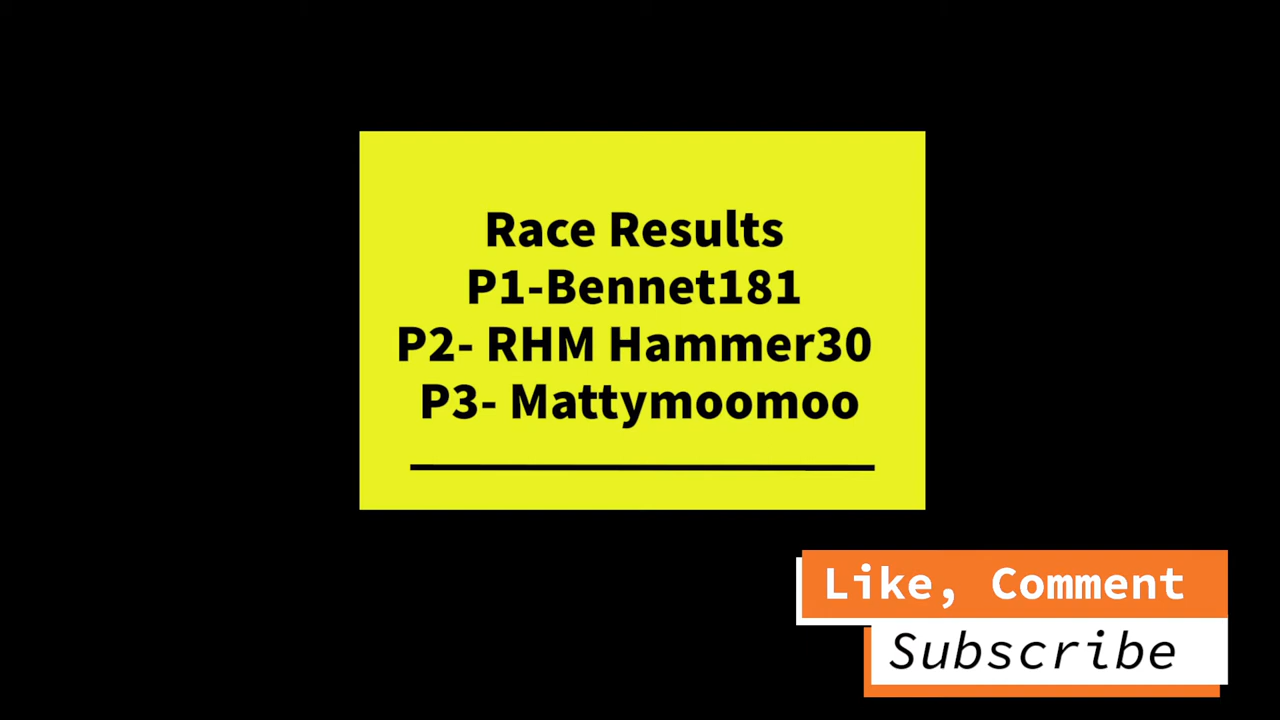 Race Results
P1-Bennet181
P2- RHM Hammer30
P3- Mattymoomoo
Like, Comment
Subscribe